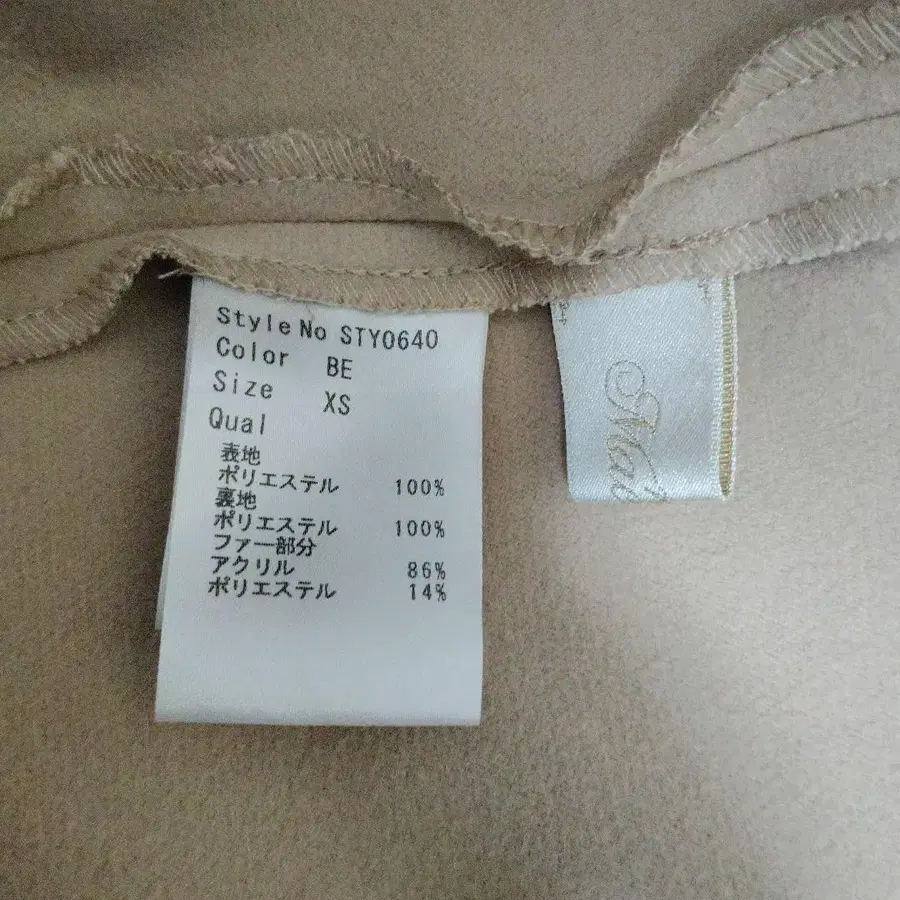 Style No STY0640
Color BE
Size XS
Qual
表地
ポリエステル 100%
裏地
ポリエステル 100%
ファー部分
アクリル 86%
ポリエステル 14%